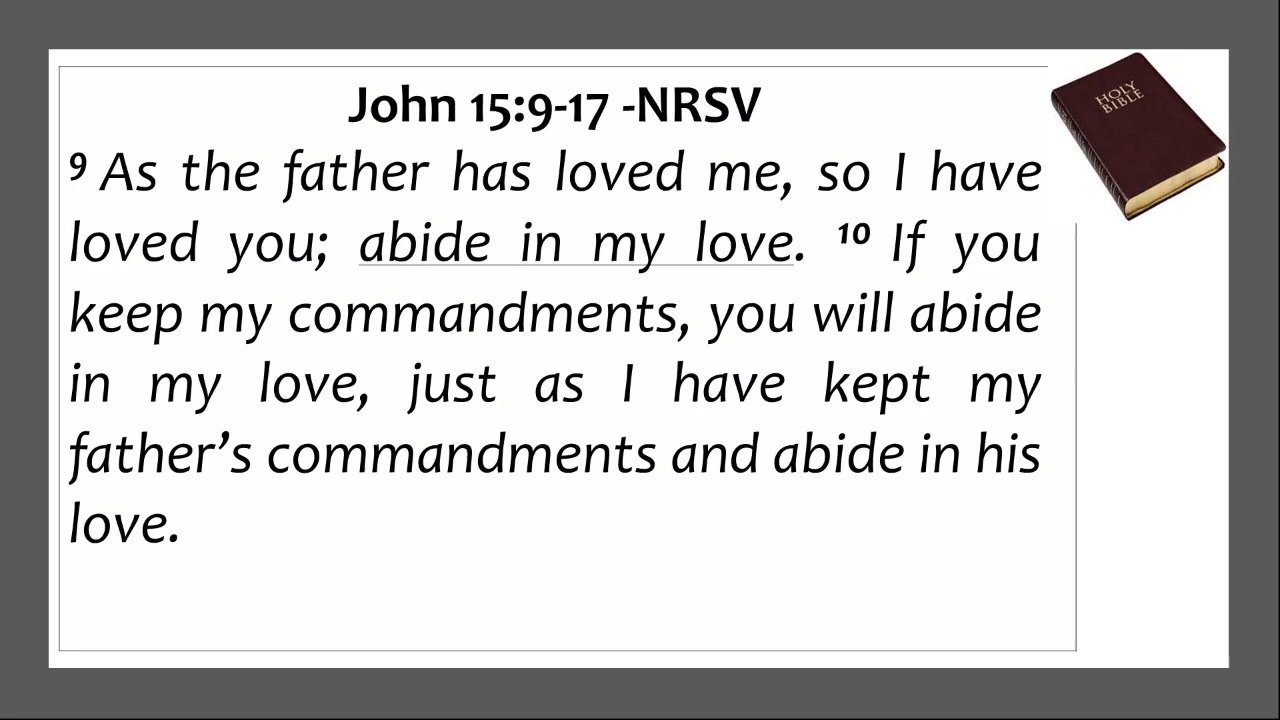 John 15:9-17 -NRSV
HOLY
BIBLE
⁹ As the father has loved me, so I have
loved you; abide in my love. ¹⁰ If you
keep my commandments, you will abide
in my love, just as I have kept my
father’s commandments and abide in his
love.